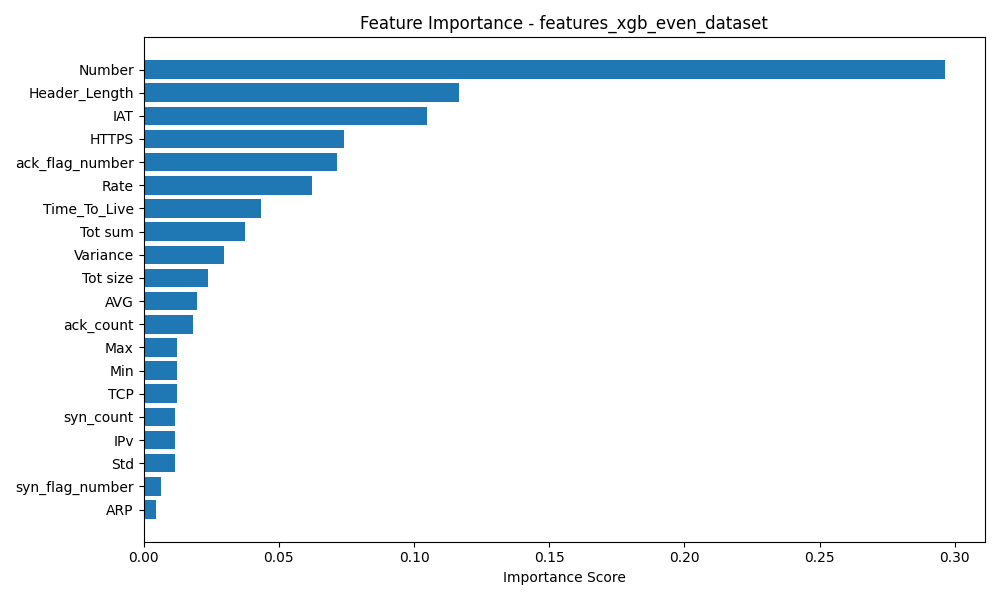 Feature Importance - features_xgb_even_dataset
Number
Header_Length
IAT
HTTPS
ack_flag_number
Rate
Time_To_Live
Tot sum
Variance
Tot size
AVG
ack_count
Max
Min
TCP
syn_count
IPv
Std
syn_flag_number
ARP
0.00 0.05 0.10 0.15 0.20 0.25 0.30
Importance Score